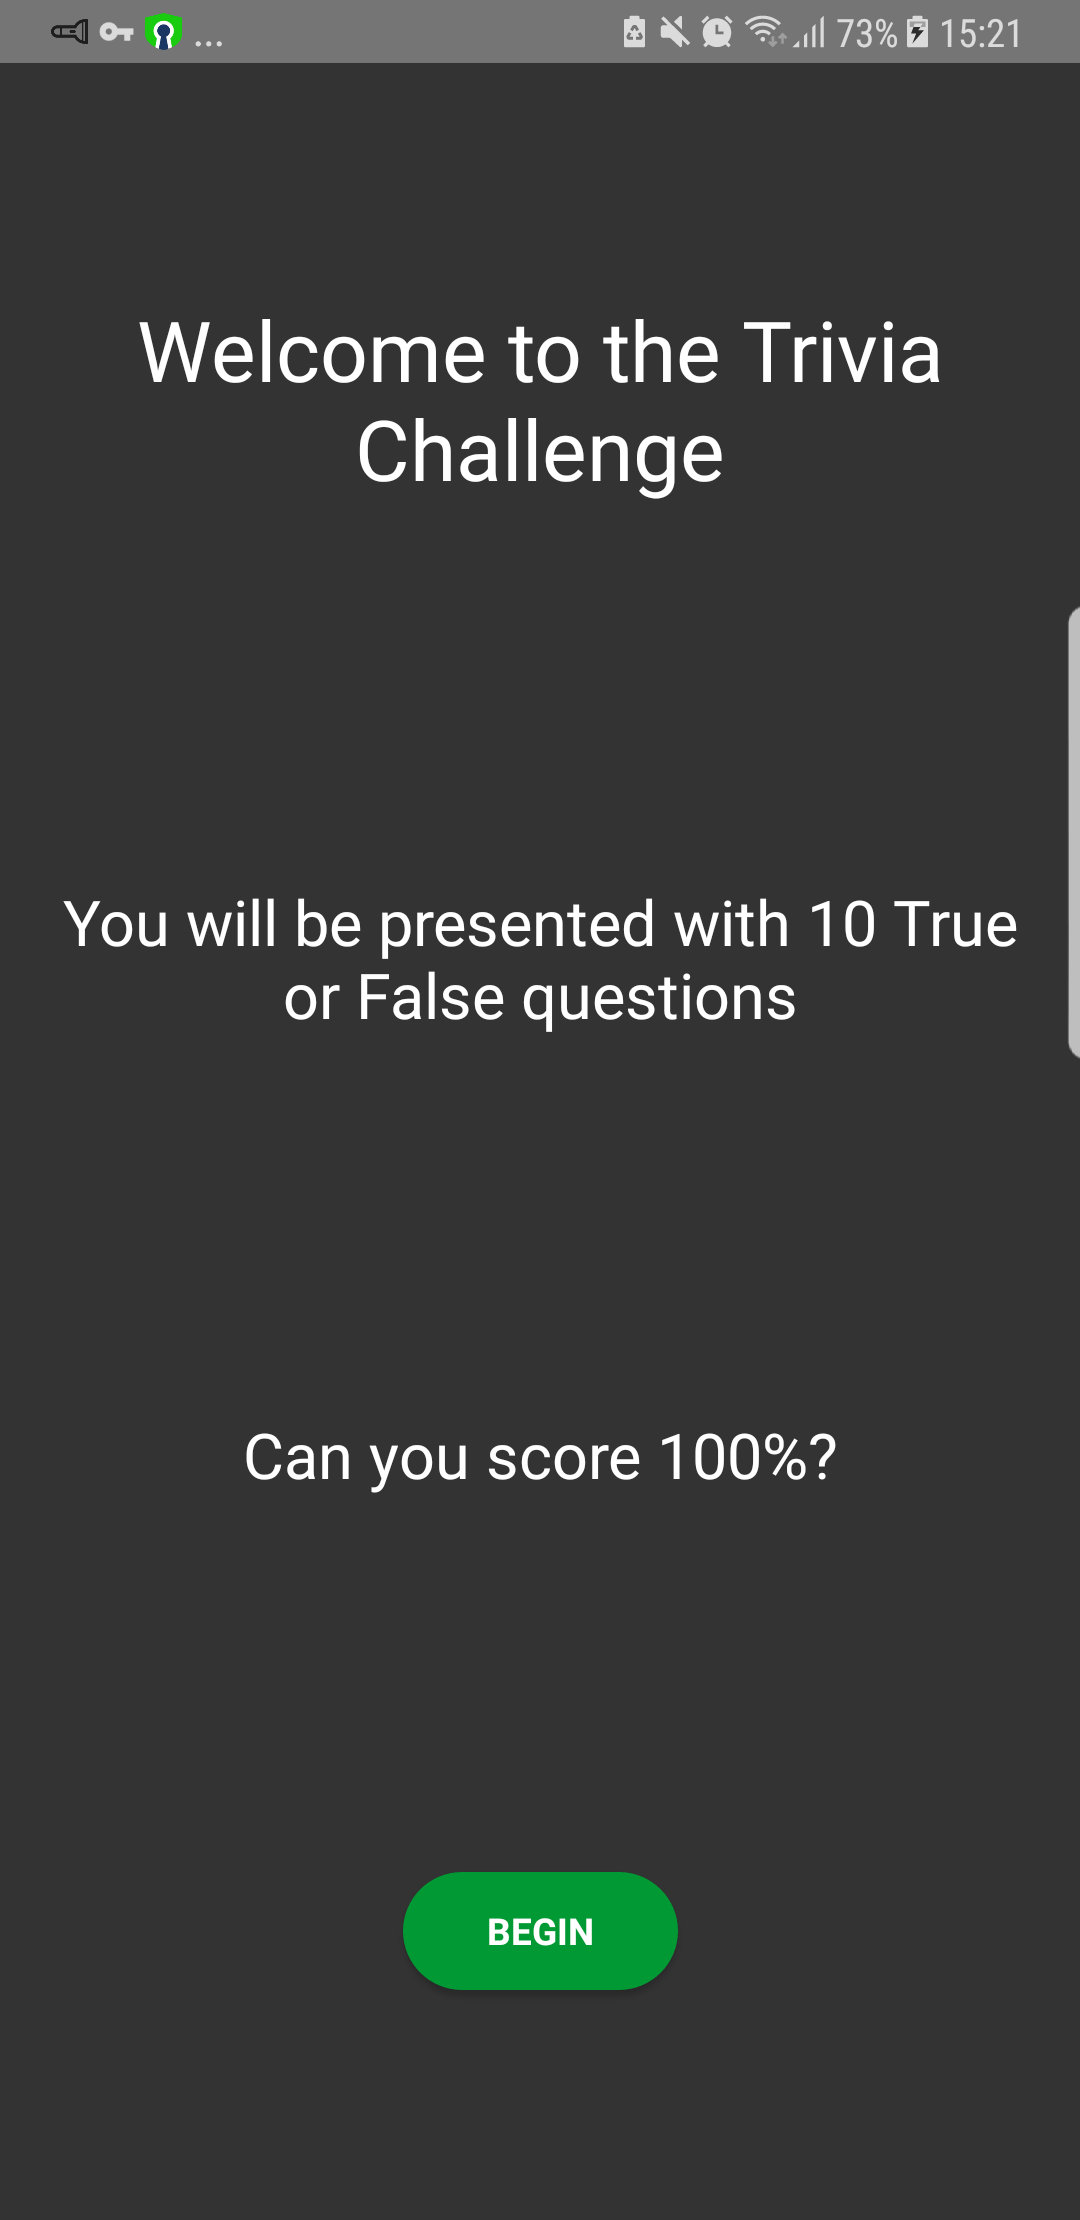 ... 73% 15:21
Welcome to the Trivia
Challenge
You will be presented with 10 True
or False questions
Can you score 100%?
BEGIN